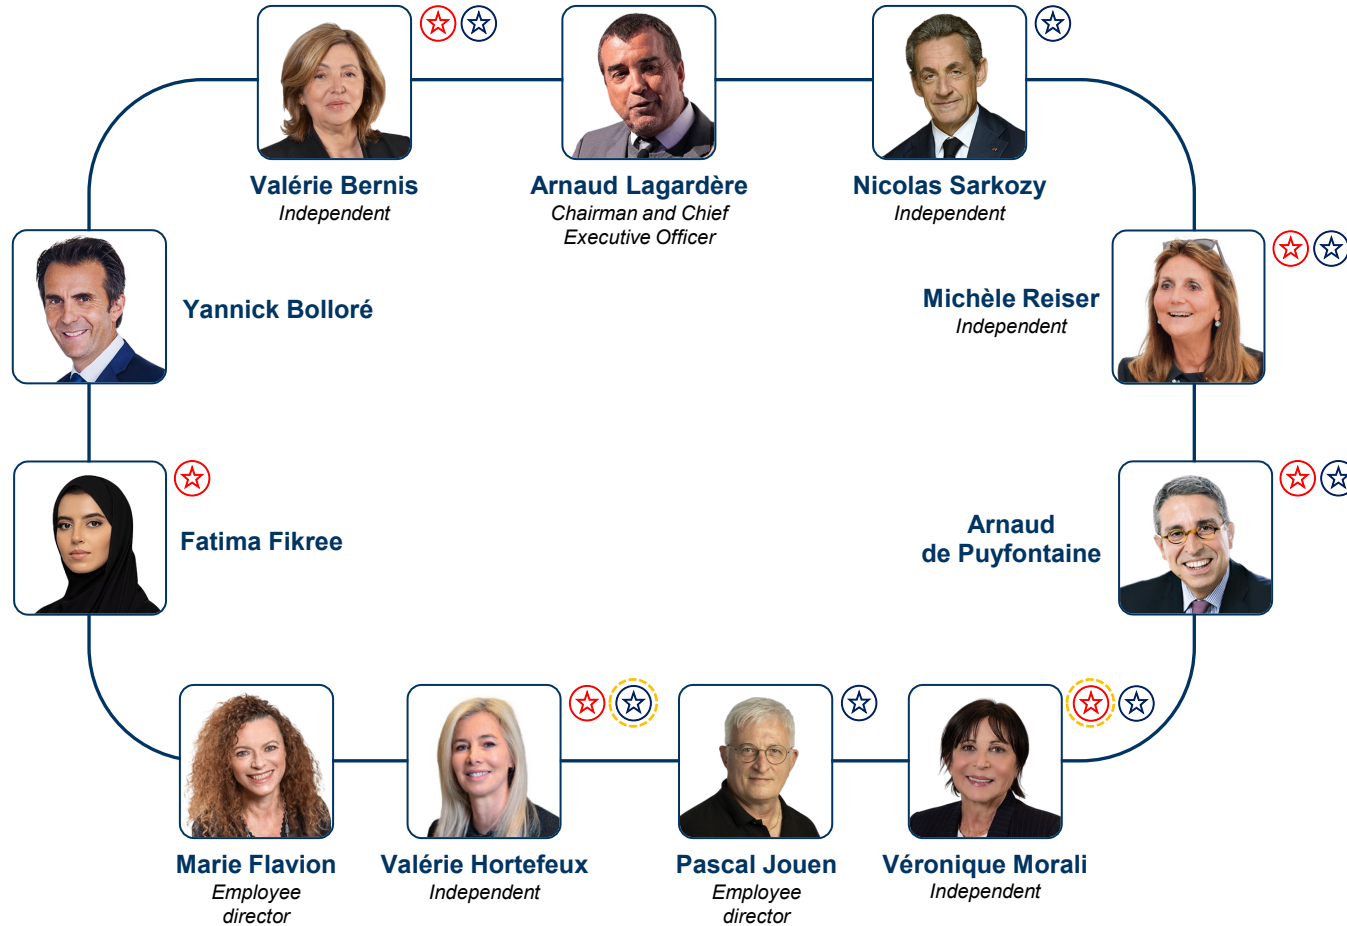 Valérie Bernis
Independent
Arnaud Lagardère
Chairman and Chief
Executive Officer
Nicolas Sarkozy
Independent
Yannick Bolloré
Michèle Reiser
Independent
Fatima Fikree
Arnaud
de Puyfontaine
Marie Flavion
Employee
director
Valérie Hortefeux
Independent
Pascal Jouen
Employee
director
Véronique Morali
Independent